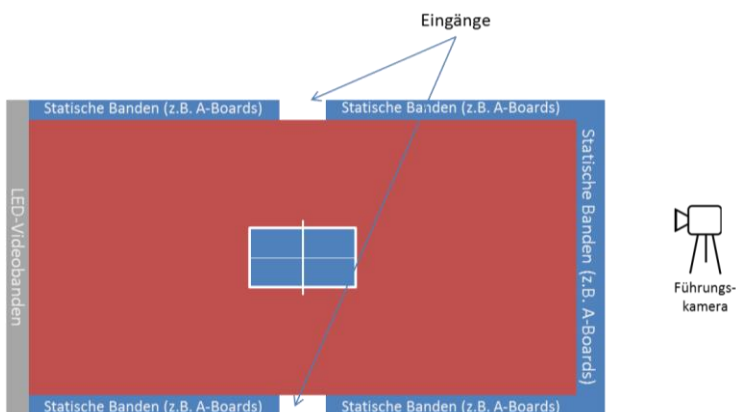 Eingänge
Statische Banden (z.B. A-Boards)
Statische Banden (z.B. A-Boards)
LED-Videobanden
Statische Banden (z.B. A-Boards)
Führungs-
kamera
Statische Banden (z.B. A-Boards)
Statische Banden (z.B. A-Boards)